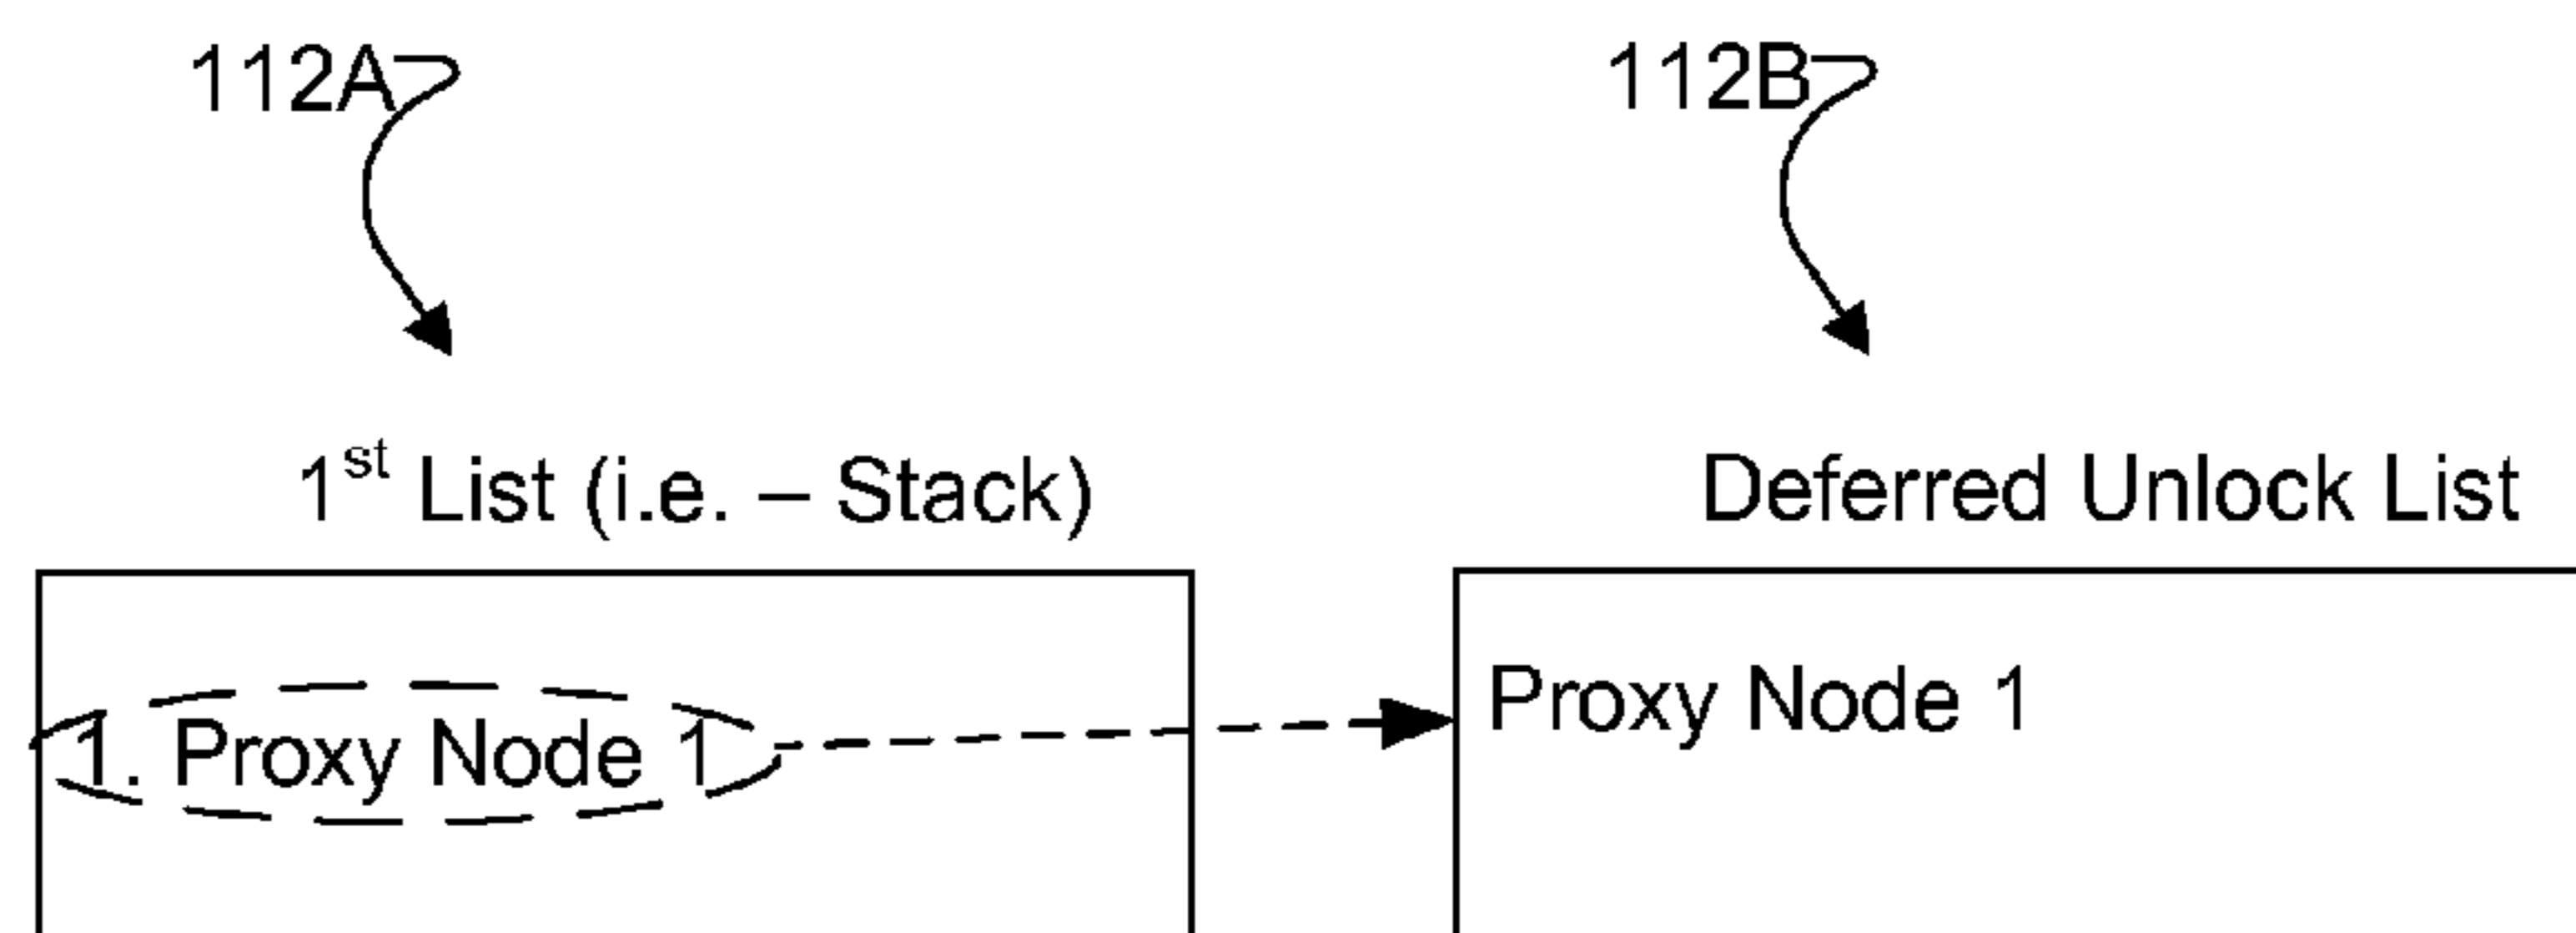 112A
112B
1st List (i.e. – Stack)
Deferred Unlock List
1. Proxy Node 1
Proxy Node 1